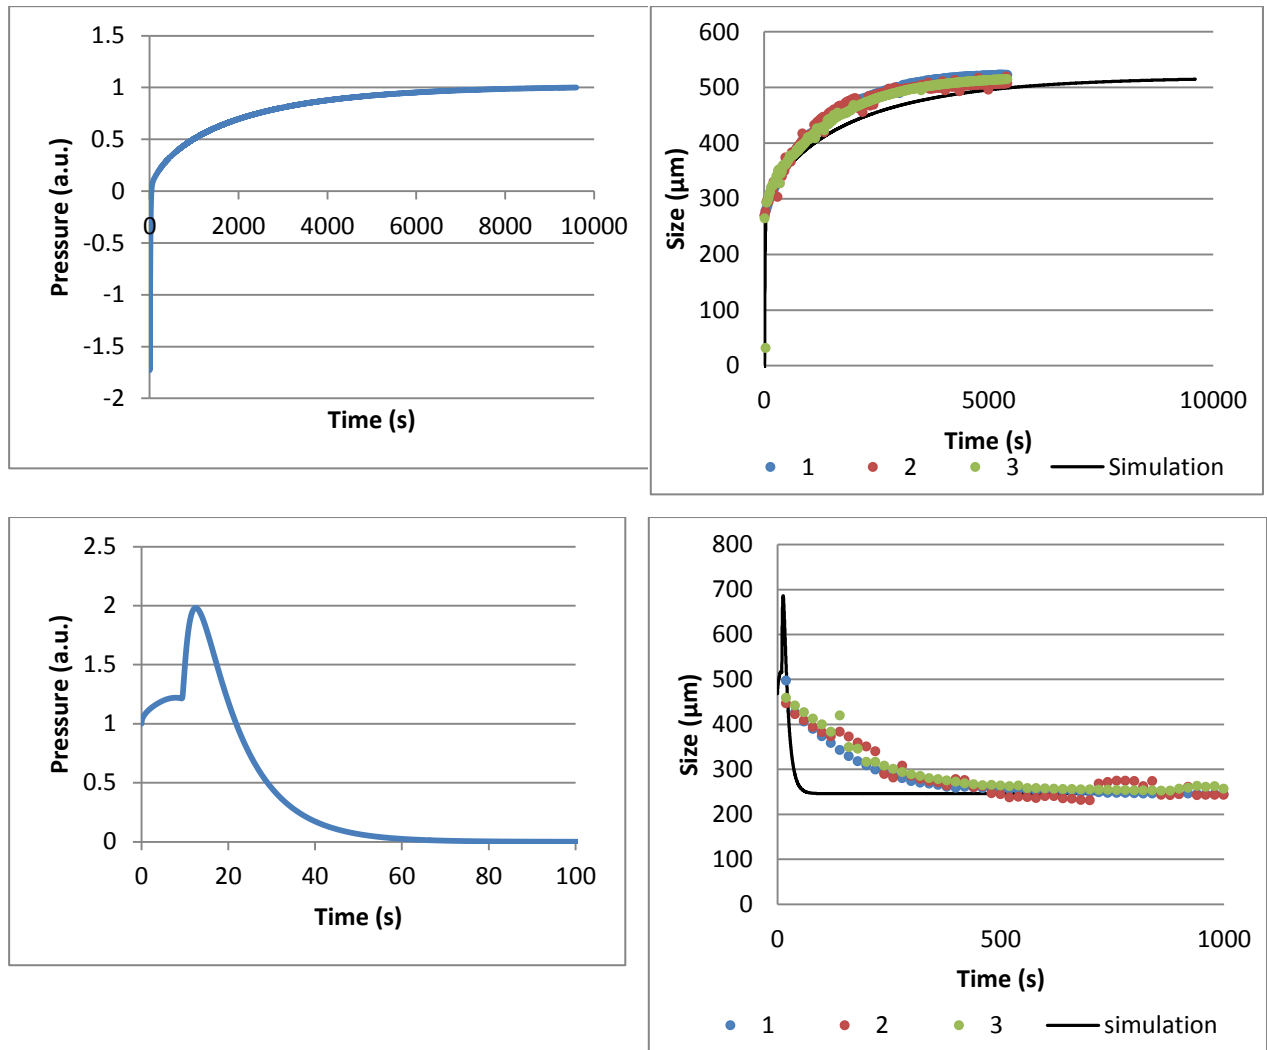 1.5
1
0.5
0
-0.5
-1
-1.5
-2
0 2000 4000 6000 8000 10000
Pressure (a.u.)
Time (s)
600
500
400
300
200
100
0
0 5000 10000
Size (µm)
Time (s)
1 2 3 Simulation
2.5
2
1.5
1
0.5
0
0 20 40 60 80 100
Pressure (a.u.)
Time (s)
800
700
600
500
400
300
200
100
0
0 500 1000
Size (µm)
Time (s)
1 2 3 simulation